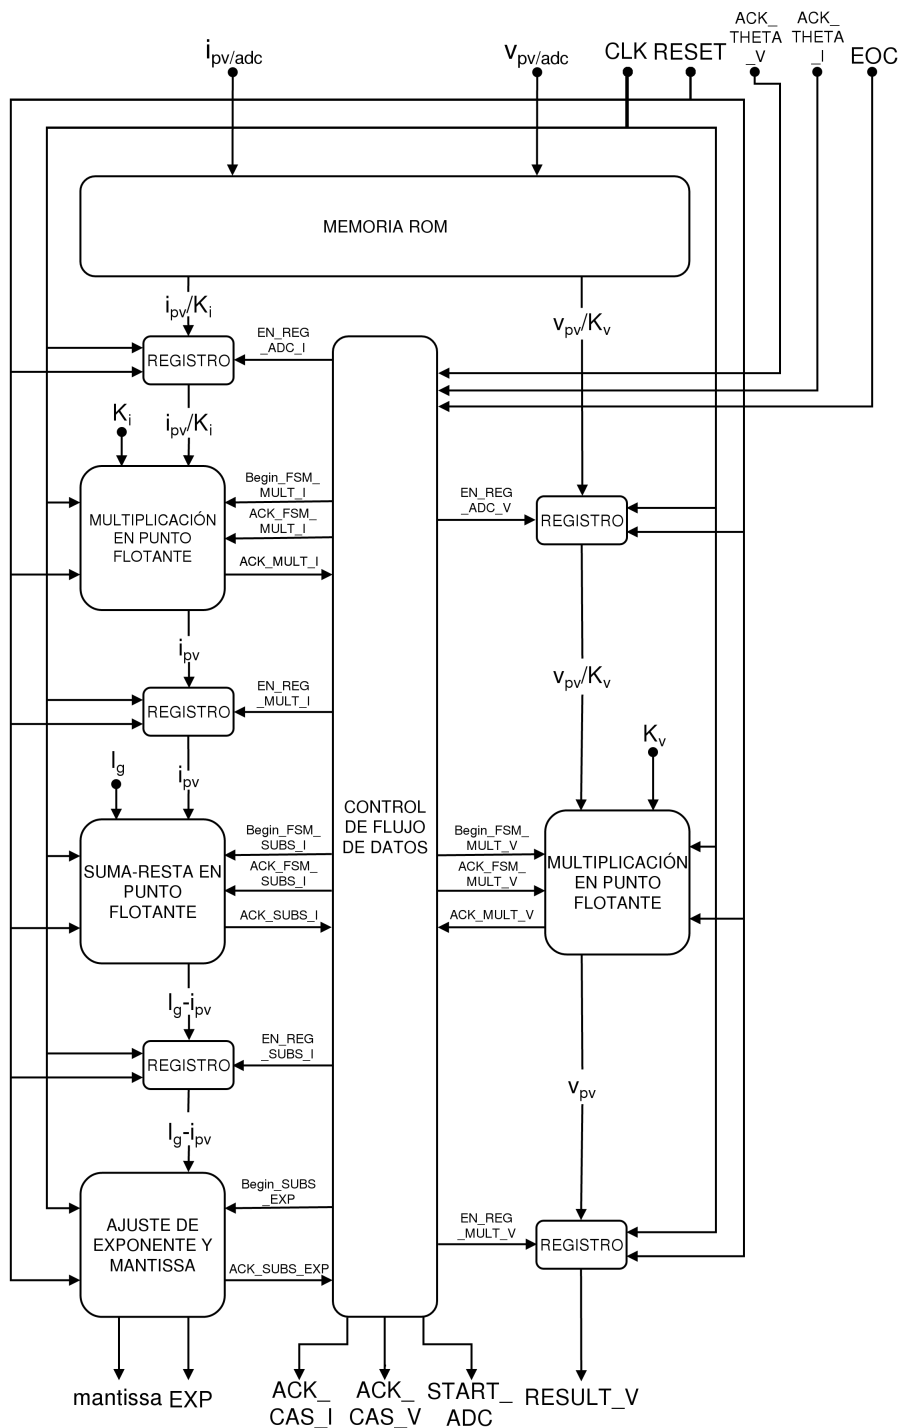 i_pv/adc
v_pv/adc
CLK
RESET
ACK_
THETA
_V
ACK_
THETA
_I
EOC
MEMORIA ROM
i_pv/K_i
v_pv/K_v
REGISTRO
EN_REG
_ADC_I
K_i
i_pv/K_i
MULTIPLICACIÓN
EN PUNTO
FLOTANTE
Begin_FSM_
MULT_I
ACK_FSM_
MULT_I
ACK_MULT_I
EN_REG
_ADC_V
REGISTRO
i_pv
v_pv/K_v
REGISTRO
EN_REG
_MULT_I
I_g
i_pv
K_v
SUMA-RESTA EN
PUNTO
FLOTANTE
Begin_FSM_
SUBS_I
ACK_FSM_
SUBS_I
ACK_SUBS_I
CONTROL
DE FLUJO
DE DATOS
Begin_FSM_
MULT_V
ACK_FSM_
MULT_V
ACK_MULT_V
MULTIPLICACIÓN
EN PUNTO
FLOTANTE
I_g-i_pv
REGISTRO
EN_REG
_SUBS_I
v_pv
I_g-i_pv
AJUSTE DE
EXPONENTE Y
MANTISSA
Begin_SUBS
_EXP
ACK_SUBS_EXP
EN_REG
_MULT_V
REGISTRO
mantissa
EXP
ACK_
CAS_I
ACK_
CAS_V
START_
ADC
RESULT_V